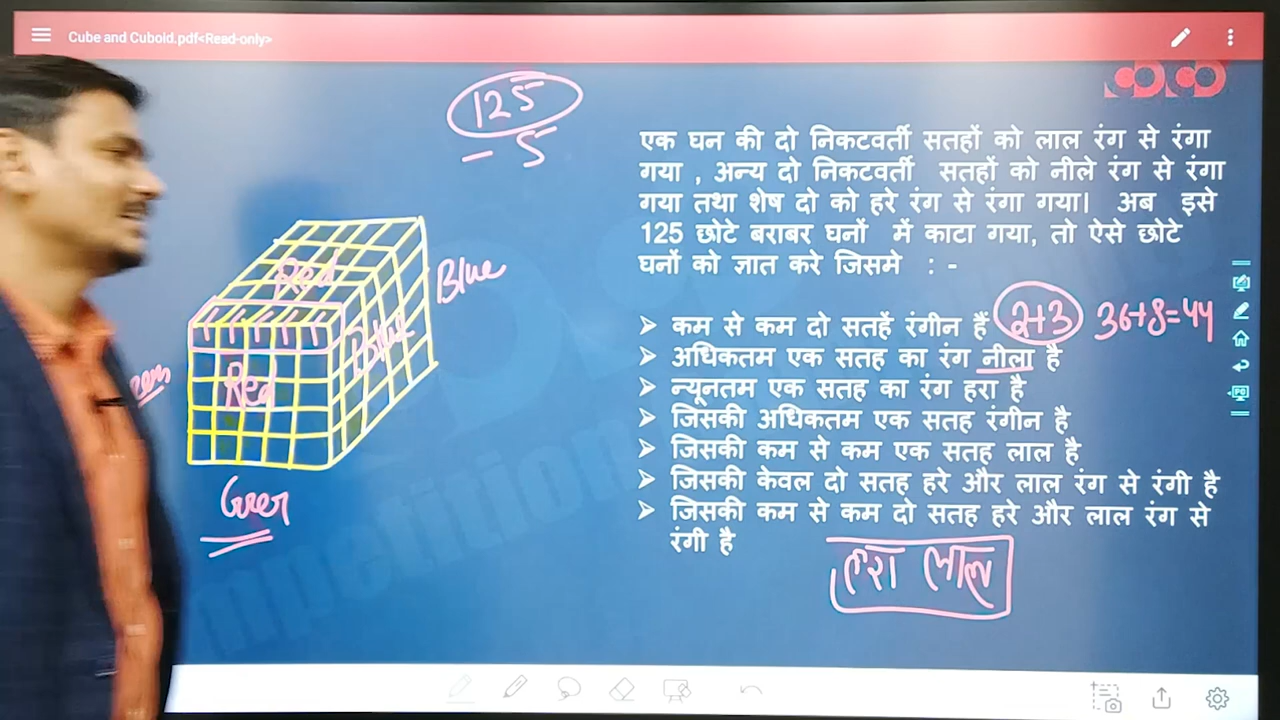 Cube and Cuboid.pdf<Read-only>
125
- 5
एक घन की दो निकटवर्ती सतहों को लाल रंग से रंगा
गया , अन्य दो निकटवर्ती सतहों को नीले रंग से रंगा
गया तथा शेष दो को हरे रंग से रंगा गया। अब इसे
125 छोटे बराबर घनों में काटा गया, तो ऐसे छोटे
घनों को ज्ञात करे जिसमे : -
➢ कम से कम दो सतहें रंगीन हैं 2+3 36+8=44
➢ अधिकतम एक सतह का रंग नीला है
➢ न्यूनतम एक सतह का रंग हरा है
➢ जिसकी अधिकतम एक सतह रंगीन है
➢ जिसकी कम से कम एक सतह लाल है
➢ जिसकी केवल दो सतह हरे और लाल रंग से रंगी है
➢ जिसकी कम से कम दो सतह हरे और लाल रंग से
रंगी है
हरा लाल
Red
Blue
Blue
Red